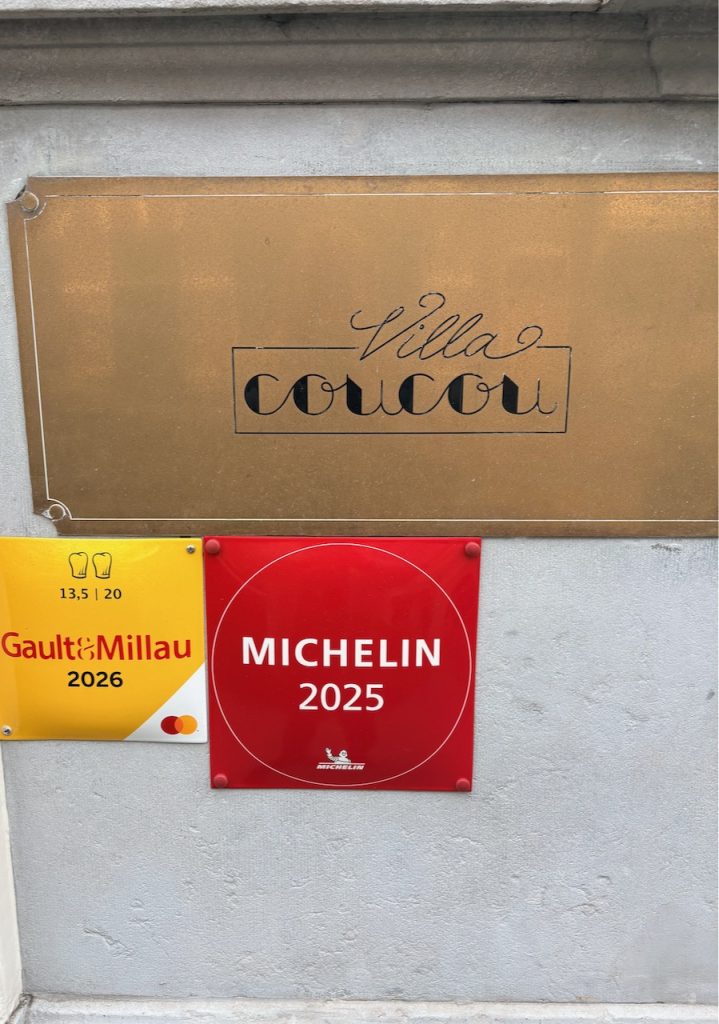 Villa
coucou
13,5 | 20
Gault&Millau
2026
MICHELIN
2025
MICHELIN